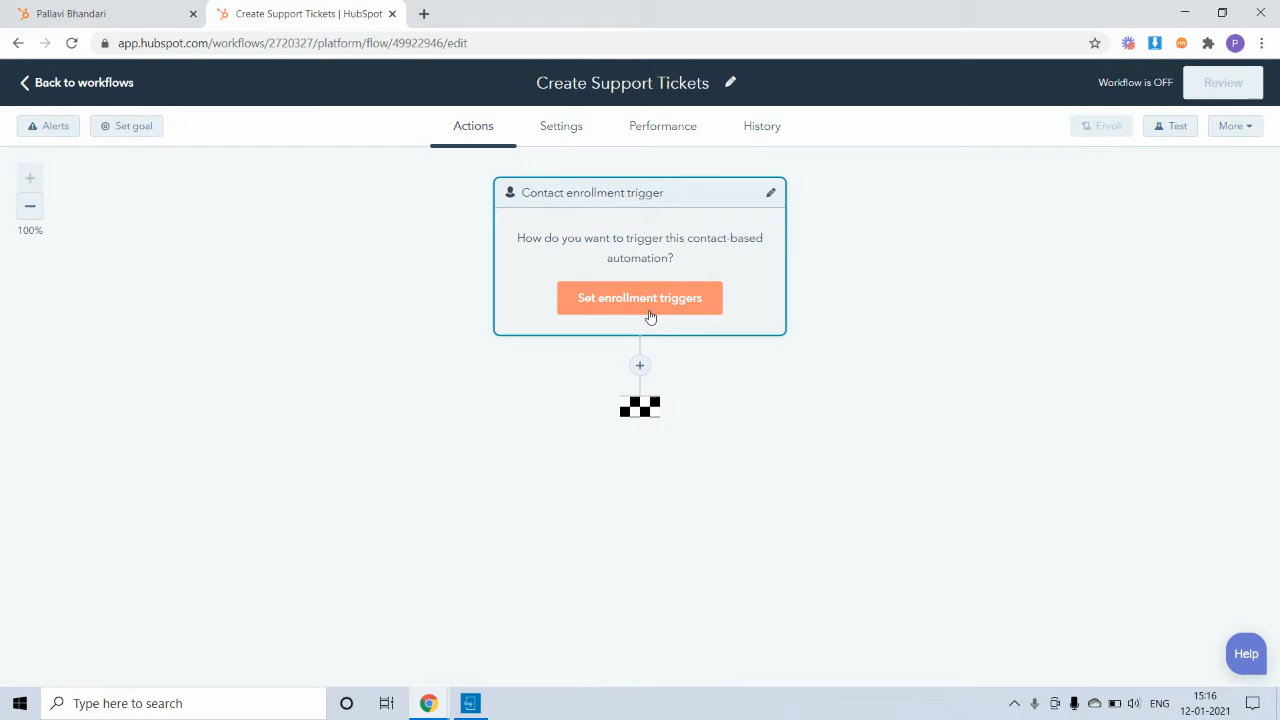 Pallavi Bhandari
Create Support Tickets | HubSpot
app.hubspot.com/workflows/2720327/platform/flow/49922946/edit
P
Back to workflows
Create Support Tickets
Workflow is OFF
Review
Alerts
Set goal
Actions
Settings
Performance
History
Enroll
Test
More
100%
Contact enrollment trigger
How do you want to trigger this contact-based
automation?
Set enrollment triggers
Help
Type here to search
ENG
15:16
12-01-2021